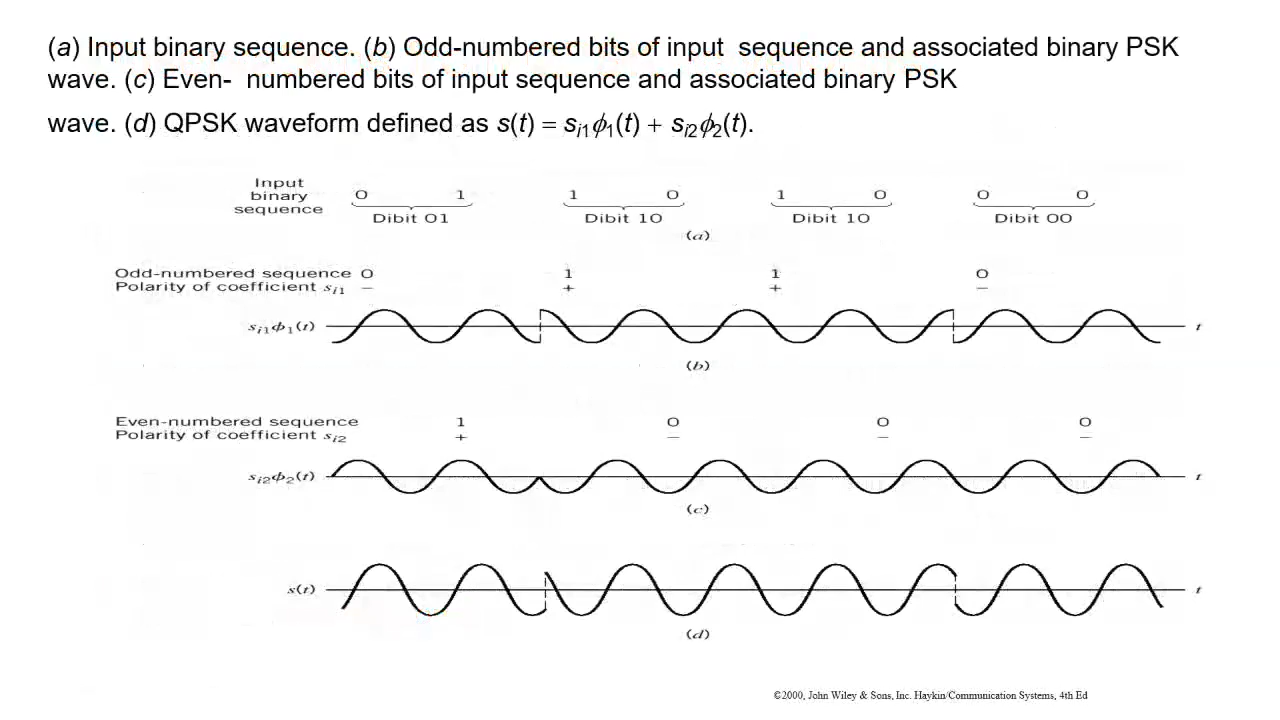 (a) Input binary sequence. (b) Odd-numbered bits of input sequence and associated binary PSK
wave. (c) Even- numbered bits of input sequence and associated binary PSK
wave. (d) QPSK waveform defined as s(t) = si1ϕ1(t) + si2ϕ2(t).
Input
binary
sequence
0 1 1 0 1 0 0 0
Dibit 01 Dibit 10 Dibit 10 Dibit 00
(a)
Odd-numbered sequence 0 1 1 0
Polarity of coefficient si1 − + + −
si1ϕ1(t) t
(b)
Even-numbered sequence 1 0 0 0
Polarity of coefficient si2 + − − −
si2ϕ2(t) t
(c)
s(t) t
(d)
©2000, John Wiley & Sons, Inc. Haykin/Communication Systems, 4th Ed